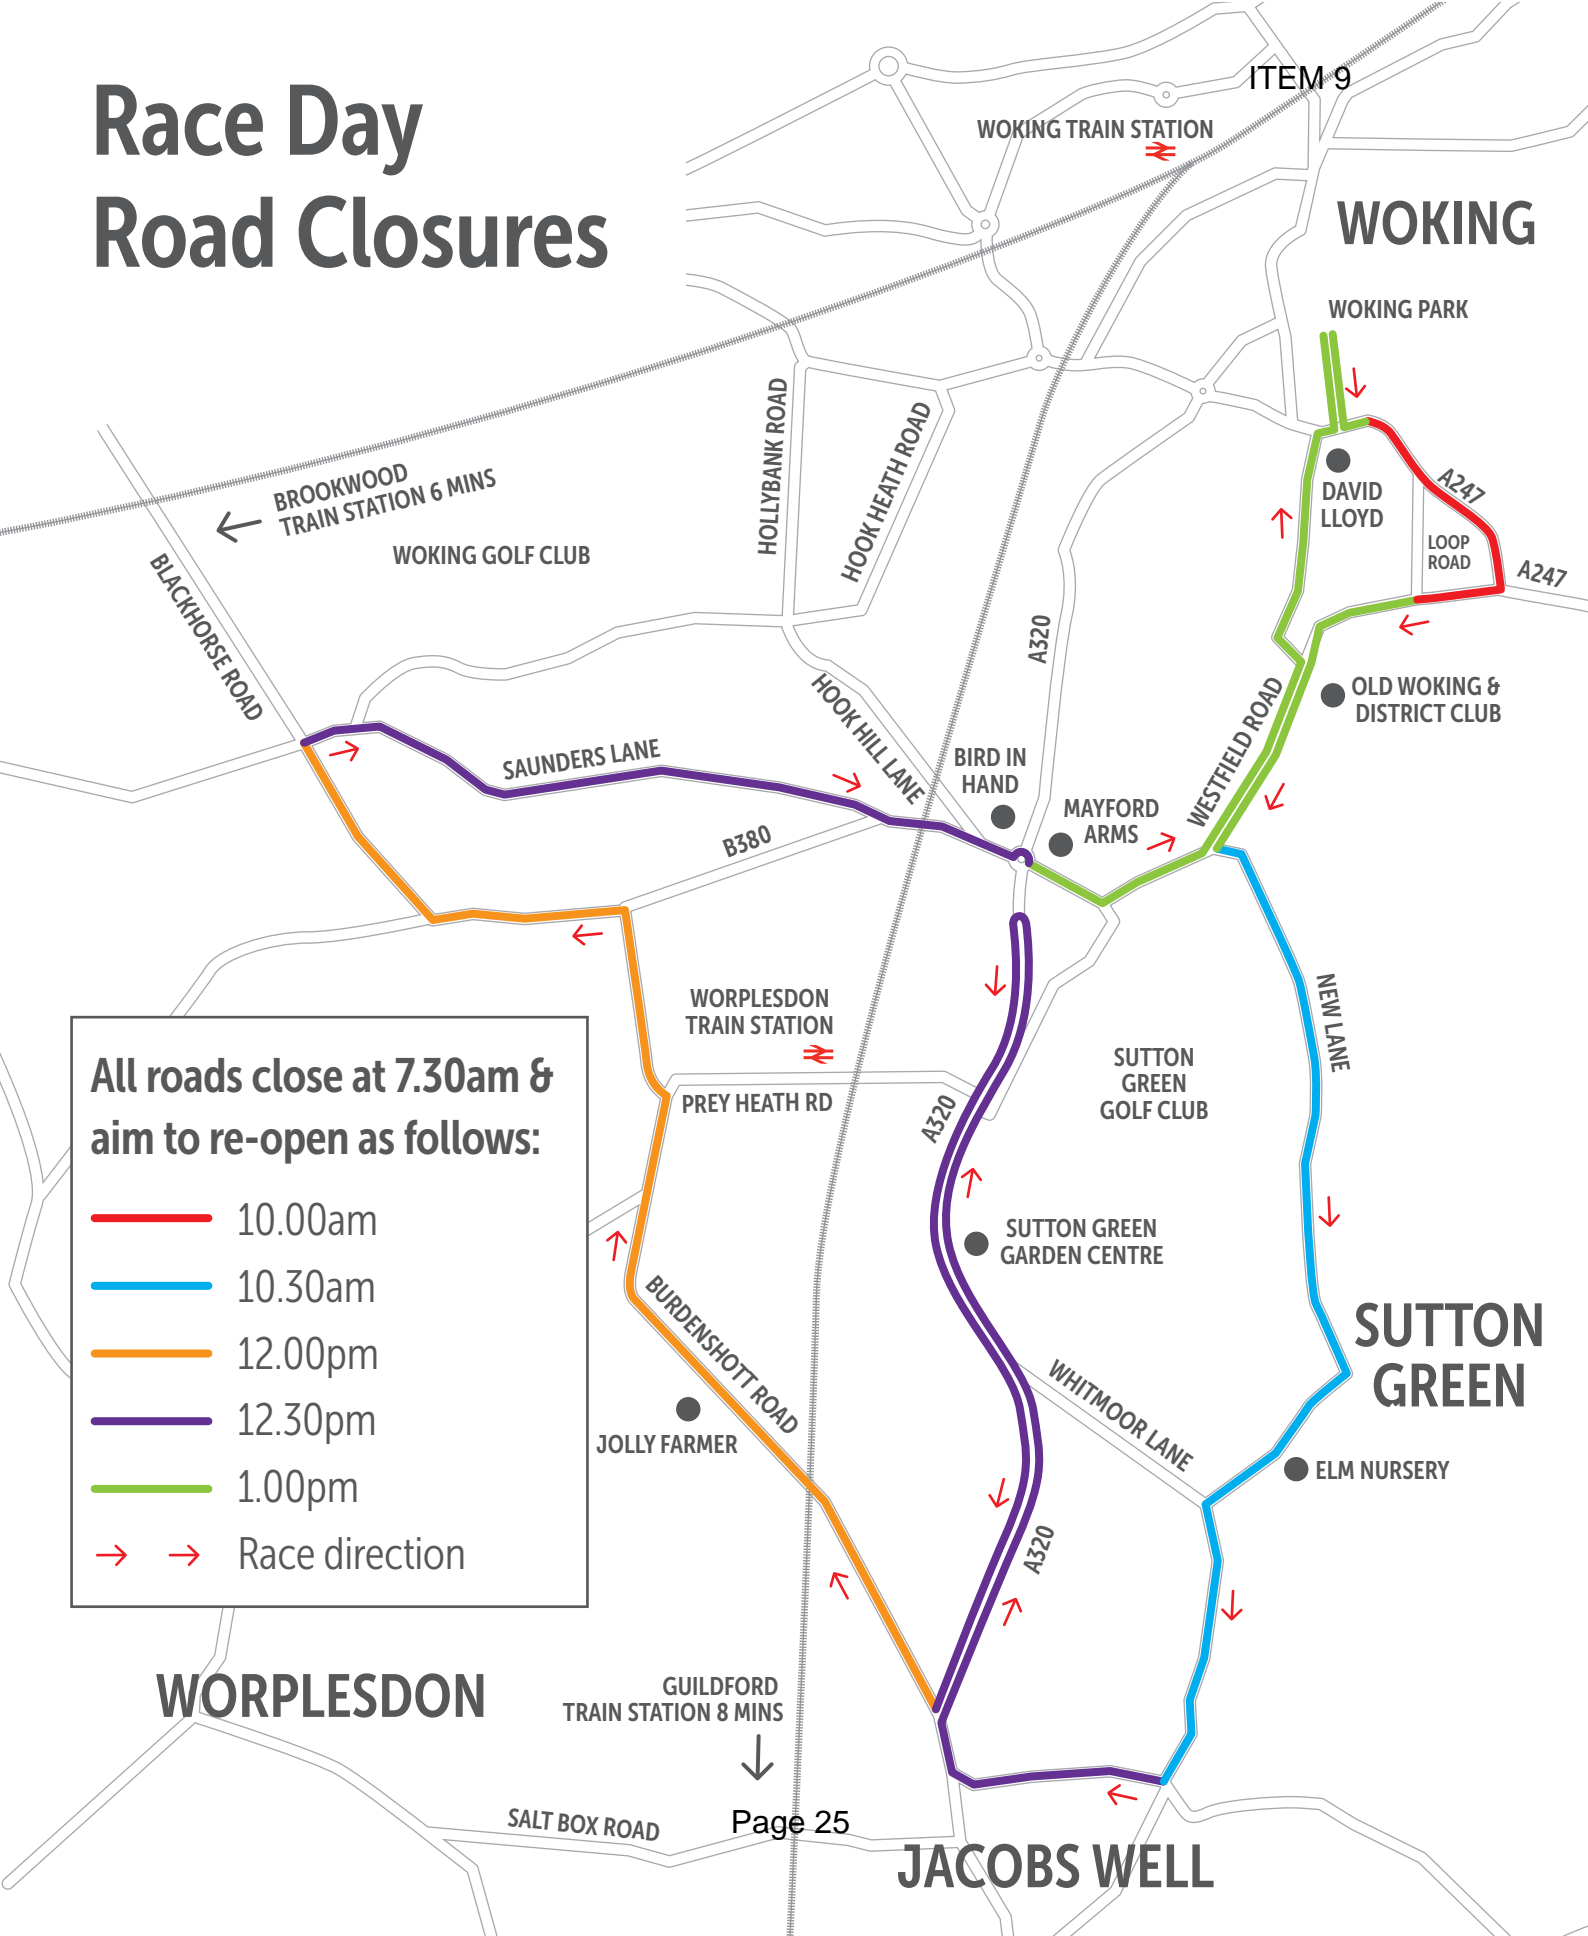 Race Day
Road Closures
ITEM 9
WOKING TRAIN STATION
WOKING
WOKING PARK
HOLLYBANK ROAD
HOOK HEATH ROAD
BROOKWOOD
TRAIN STATION 6 MINS
WOKING GOLF CLUB
BLACKHORSE ROAD
DAVID
LLOYD
A247
LOOP
ROAD
A247
A320
OLD WOKING &
DISTRICT CLUB
WESTFIELD ROAD
HOOK HILL LANE
SAUNDERS LANE
BIRD IN
HAND
MAYFORD
ARMS
B380
NEW LANE
WORPLESDON
TRAIN STATION
PREY HEATH RD
A320
SUTTON
GREEN
GOLF CLUB
All roads close at 7.30am &
aim to re-open as follows:
10.00am
10.30am
12.00pm
12.30pm
1.00pm
Race direction
SUTTON GREEN
GARDEN CENTRE
BURDENSHOTT ROAD
JOLLY FARMER
WHITMOOR LANE
SUTTON
GREEN
ELM NURSERY
A320
WORPLESDON
GUILDFORD
TRAIN STATION 8 MINS
SALT BOX ROAD
Page 25
JACOBS WELL